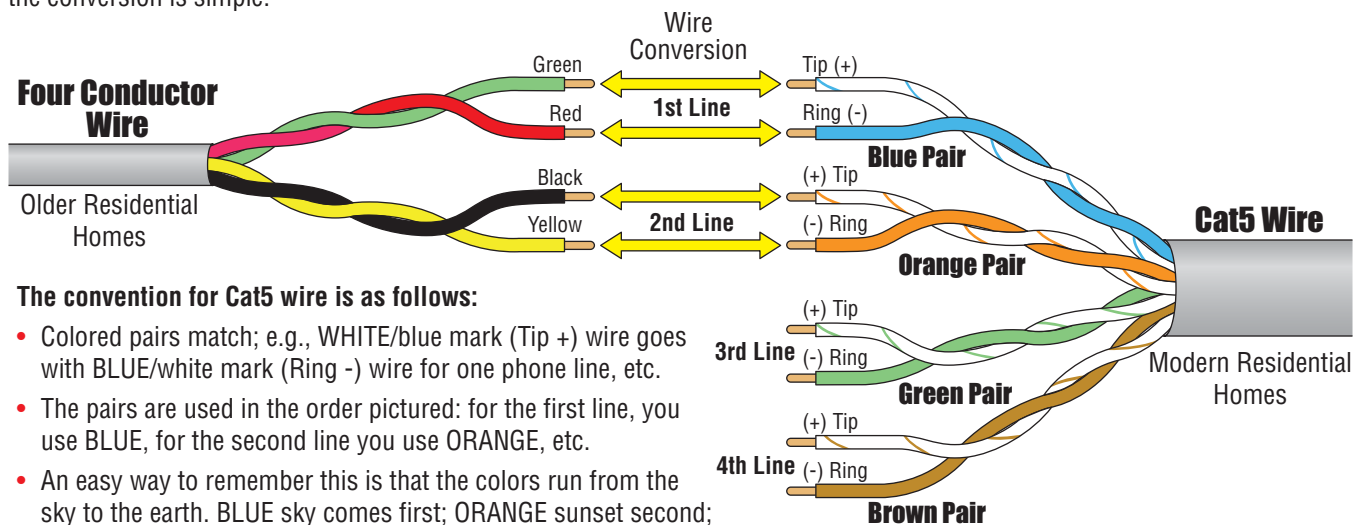 the conversion is simple.
Wire
Conversion
Four Conductor
Wire
Older Residential
Homes
Green
Red
Black
Yellow
1st Line
2nd Line
Tip (+)
Ring (-)
Blue Pair
(+) Tip
(-) Ring
Orange Pair
3rd Line
(+) Tip
(-) Ring
Green Pair
4th Line
(+) Tip
(-) Ring
Brown Pair
Cat5 Wire
Modern Residential
Homes
The convention for Cat5 wire is as follows:
• Colored pairs match; e.g., WHITE/blue mark (Tip +) wire goes
with BLUE/white mark (Ring -) wire for one phone line, etc.
• The pairs are used in the order pictured: for the first line, you
use BLUE, for the second line you use ORANGE, etc.
• An easy way to remember this is that the colors run from the
sky to the earth. BLUE sky comes first; ORANGE sunset second;